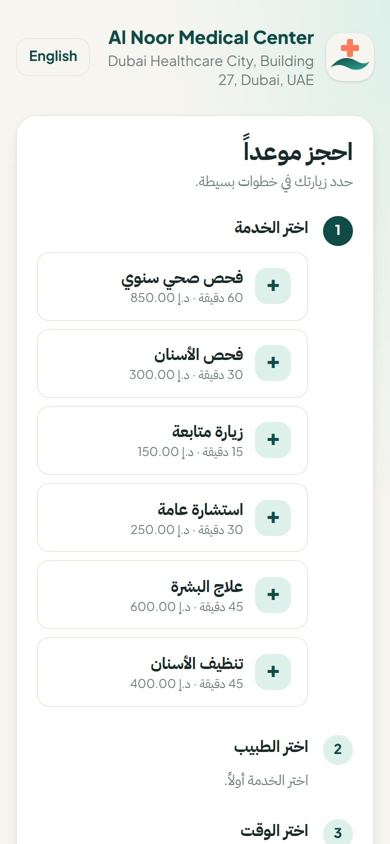 Al Noor Medical Center
Dubai Healthcare City, Building
27, Dubai, UAE
English
احجز موعداً
حدد زيارتك في خطوات بسيطة.
1
اختر الخدمة
فحص صحي سنوي
60 دقيقة · د.إ 850.00
فحص الأسنان
30 دقيقة · د.إ 300.00
زيارة متابعة
15 دقيقة · د.إ 150.00
استشارة عامة
30 دقيقة · د.إ 250.00
علاج البشرة
45 دقيقة · د.إ 600.00
تنظيف الأسنان
45 دقيقة · د.إ 400.00
2
اختر الطبيب
اختر الخدمة أولاً.
3
اختر الوقت